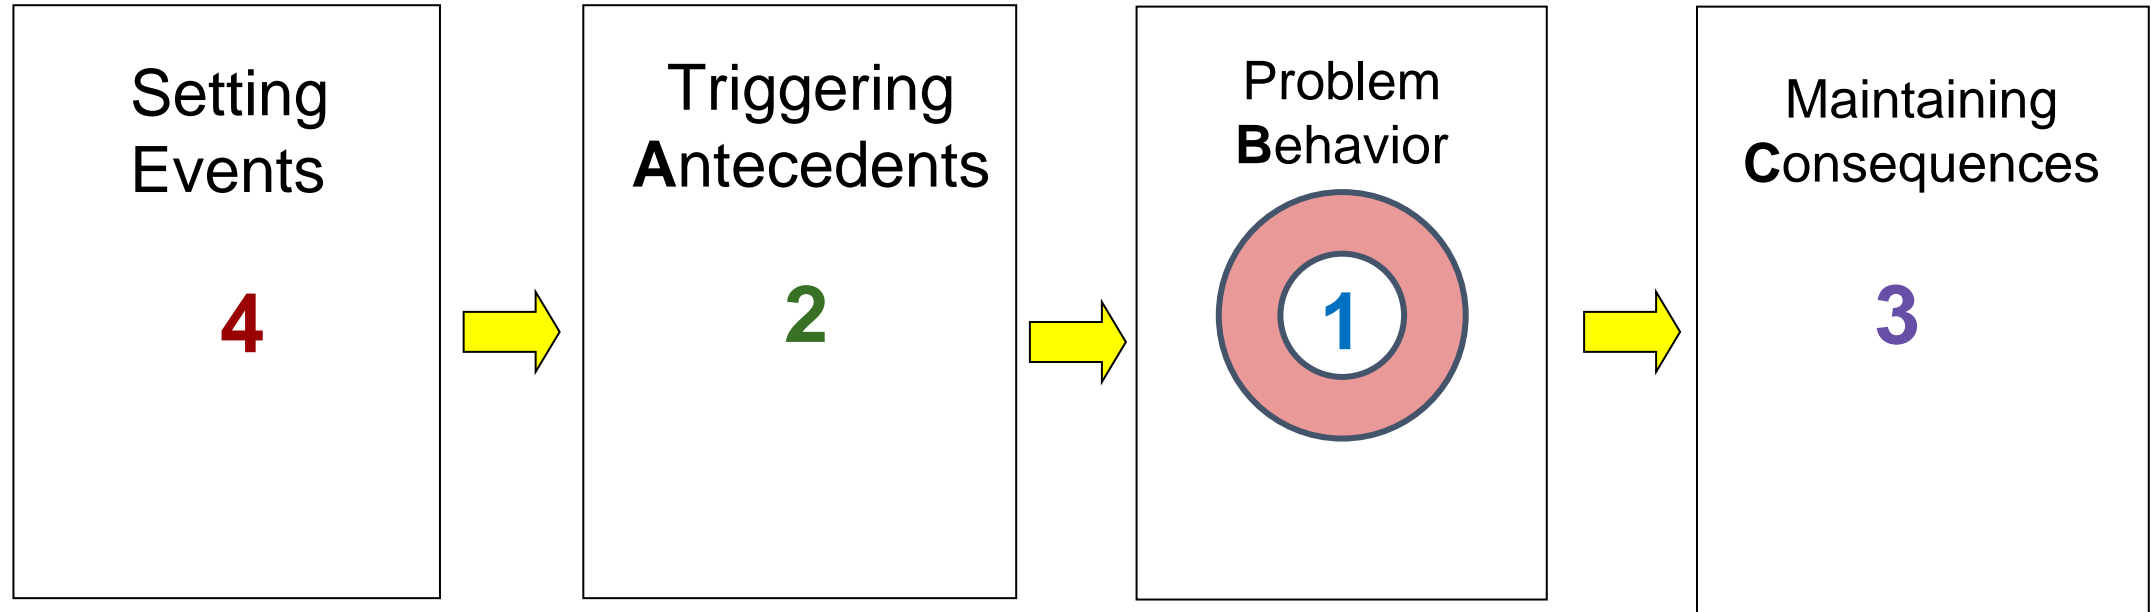 Setting
Events
4
Triggering
Antecedents
2
Problem
Behavior
1
Maintaining
Consequences
3